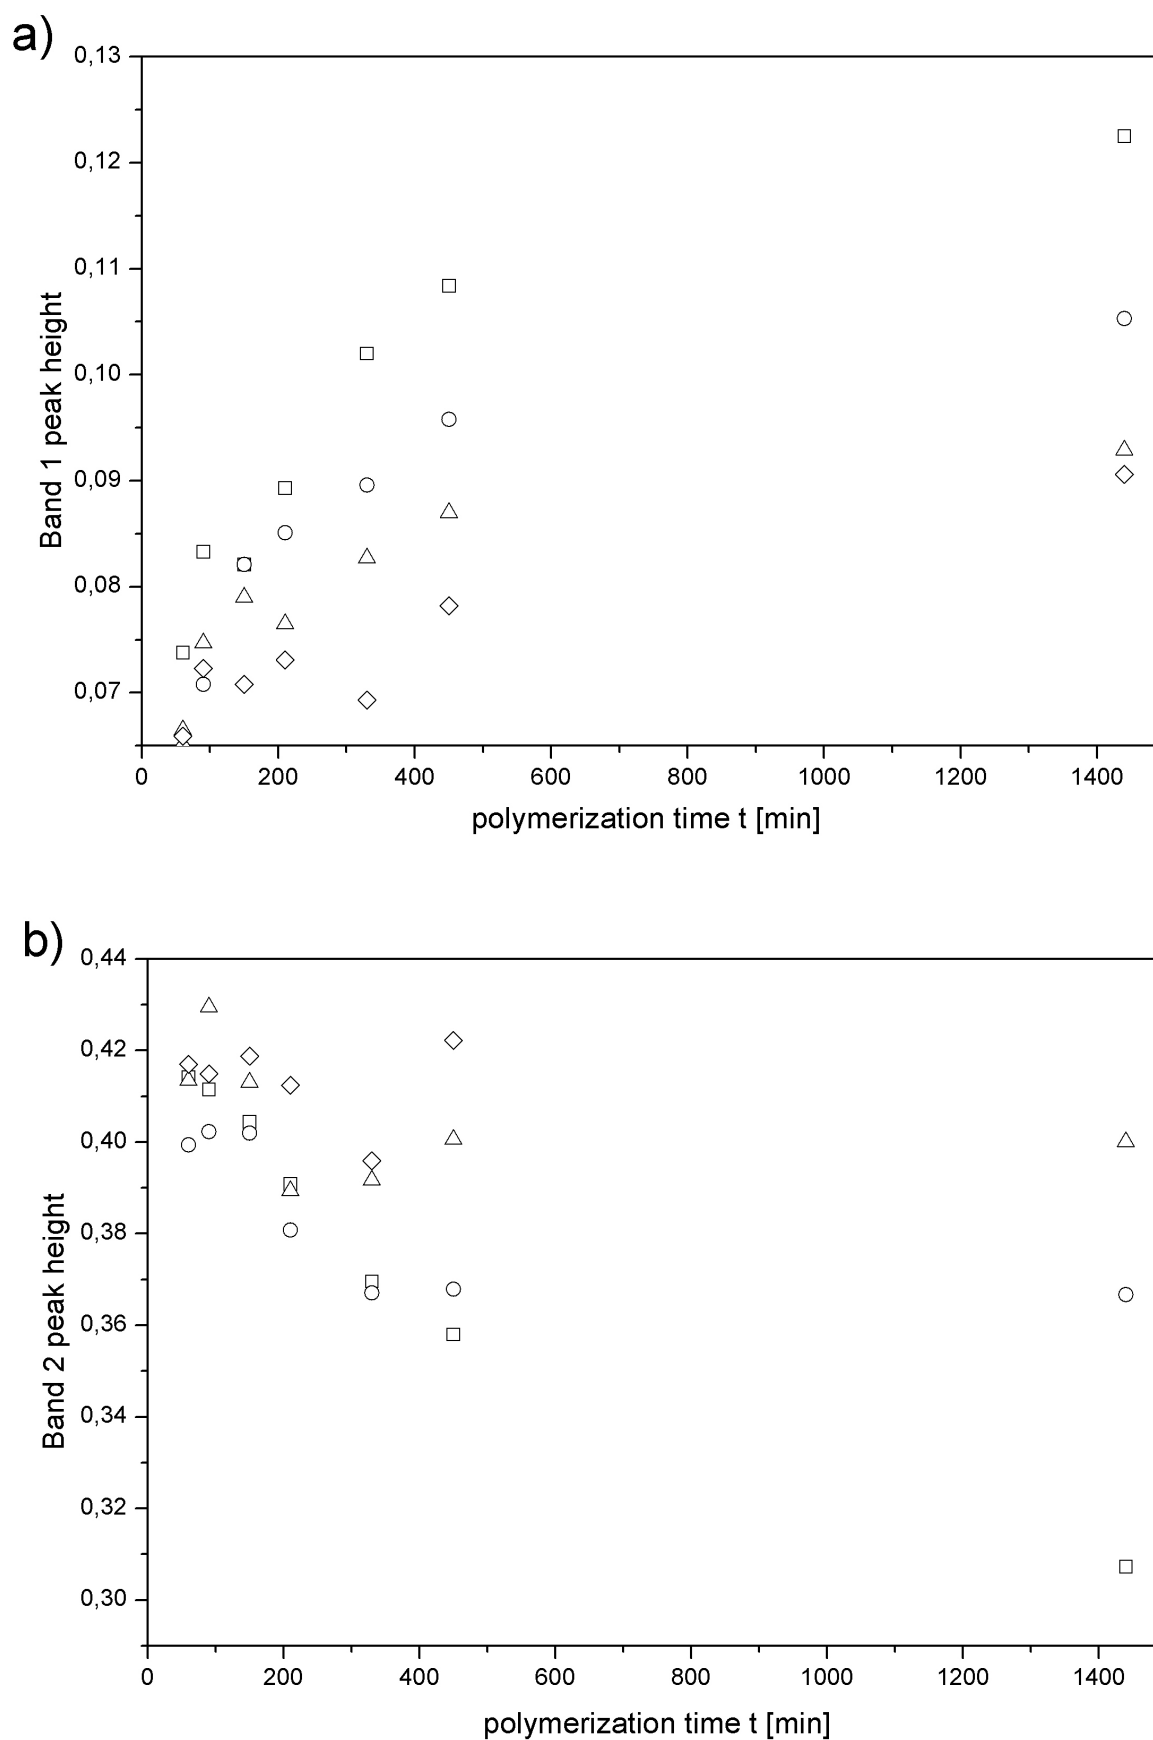 a)
0,13
0,12
0,11
0,10
0,09
0,08
0,07
Band 1 peak height
0 200 400 600 800 1000 1200 1400
polymerization time t [min]
b)
0,44
0,42
0,40
0,38
0,36
0,34
0,32
0,30
Band 2 peak height
0 200 400 600 800 1000 1200 1400
polymerization time t [min]